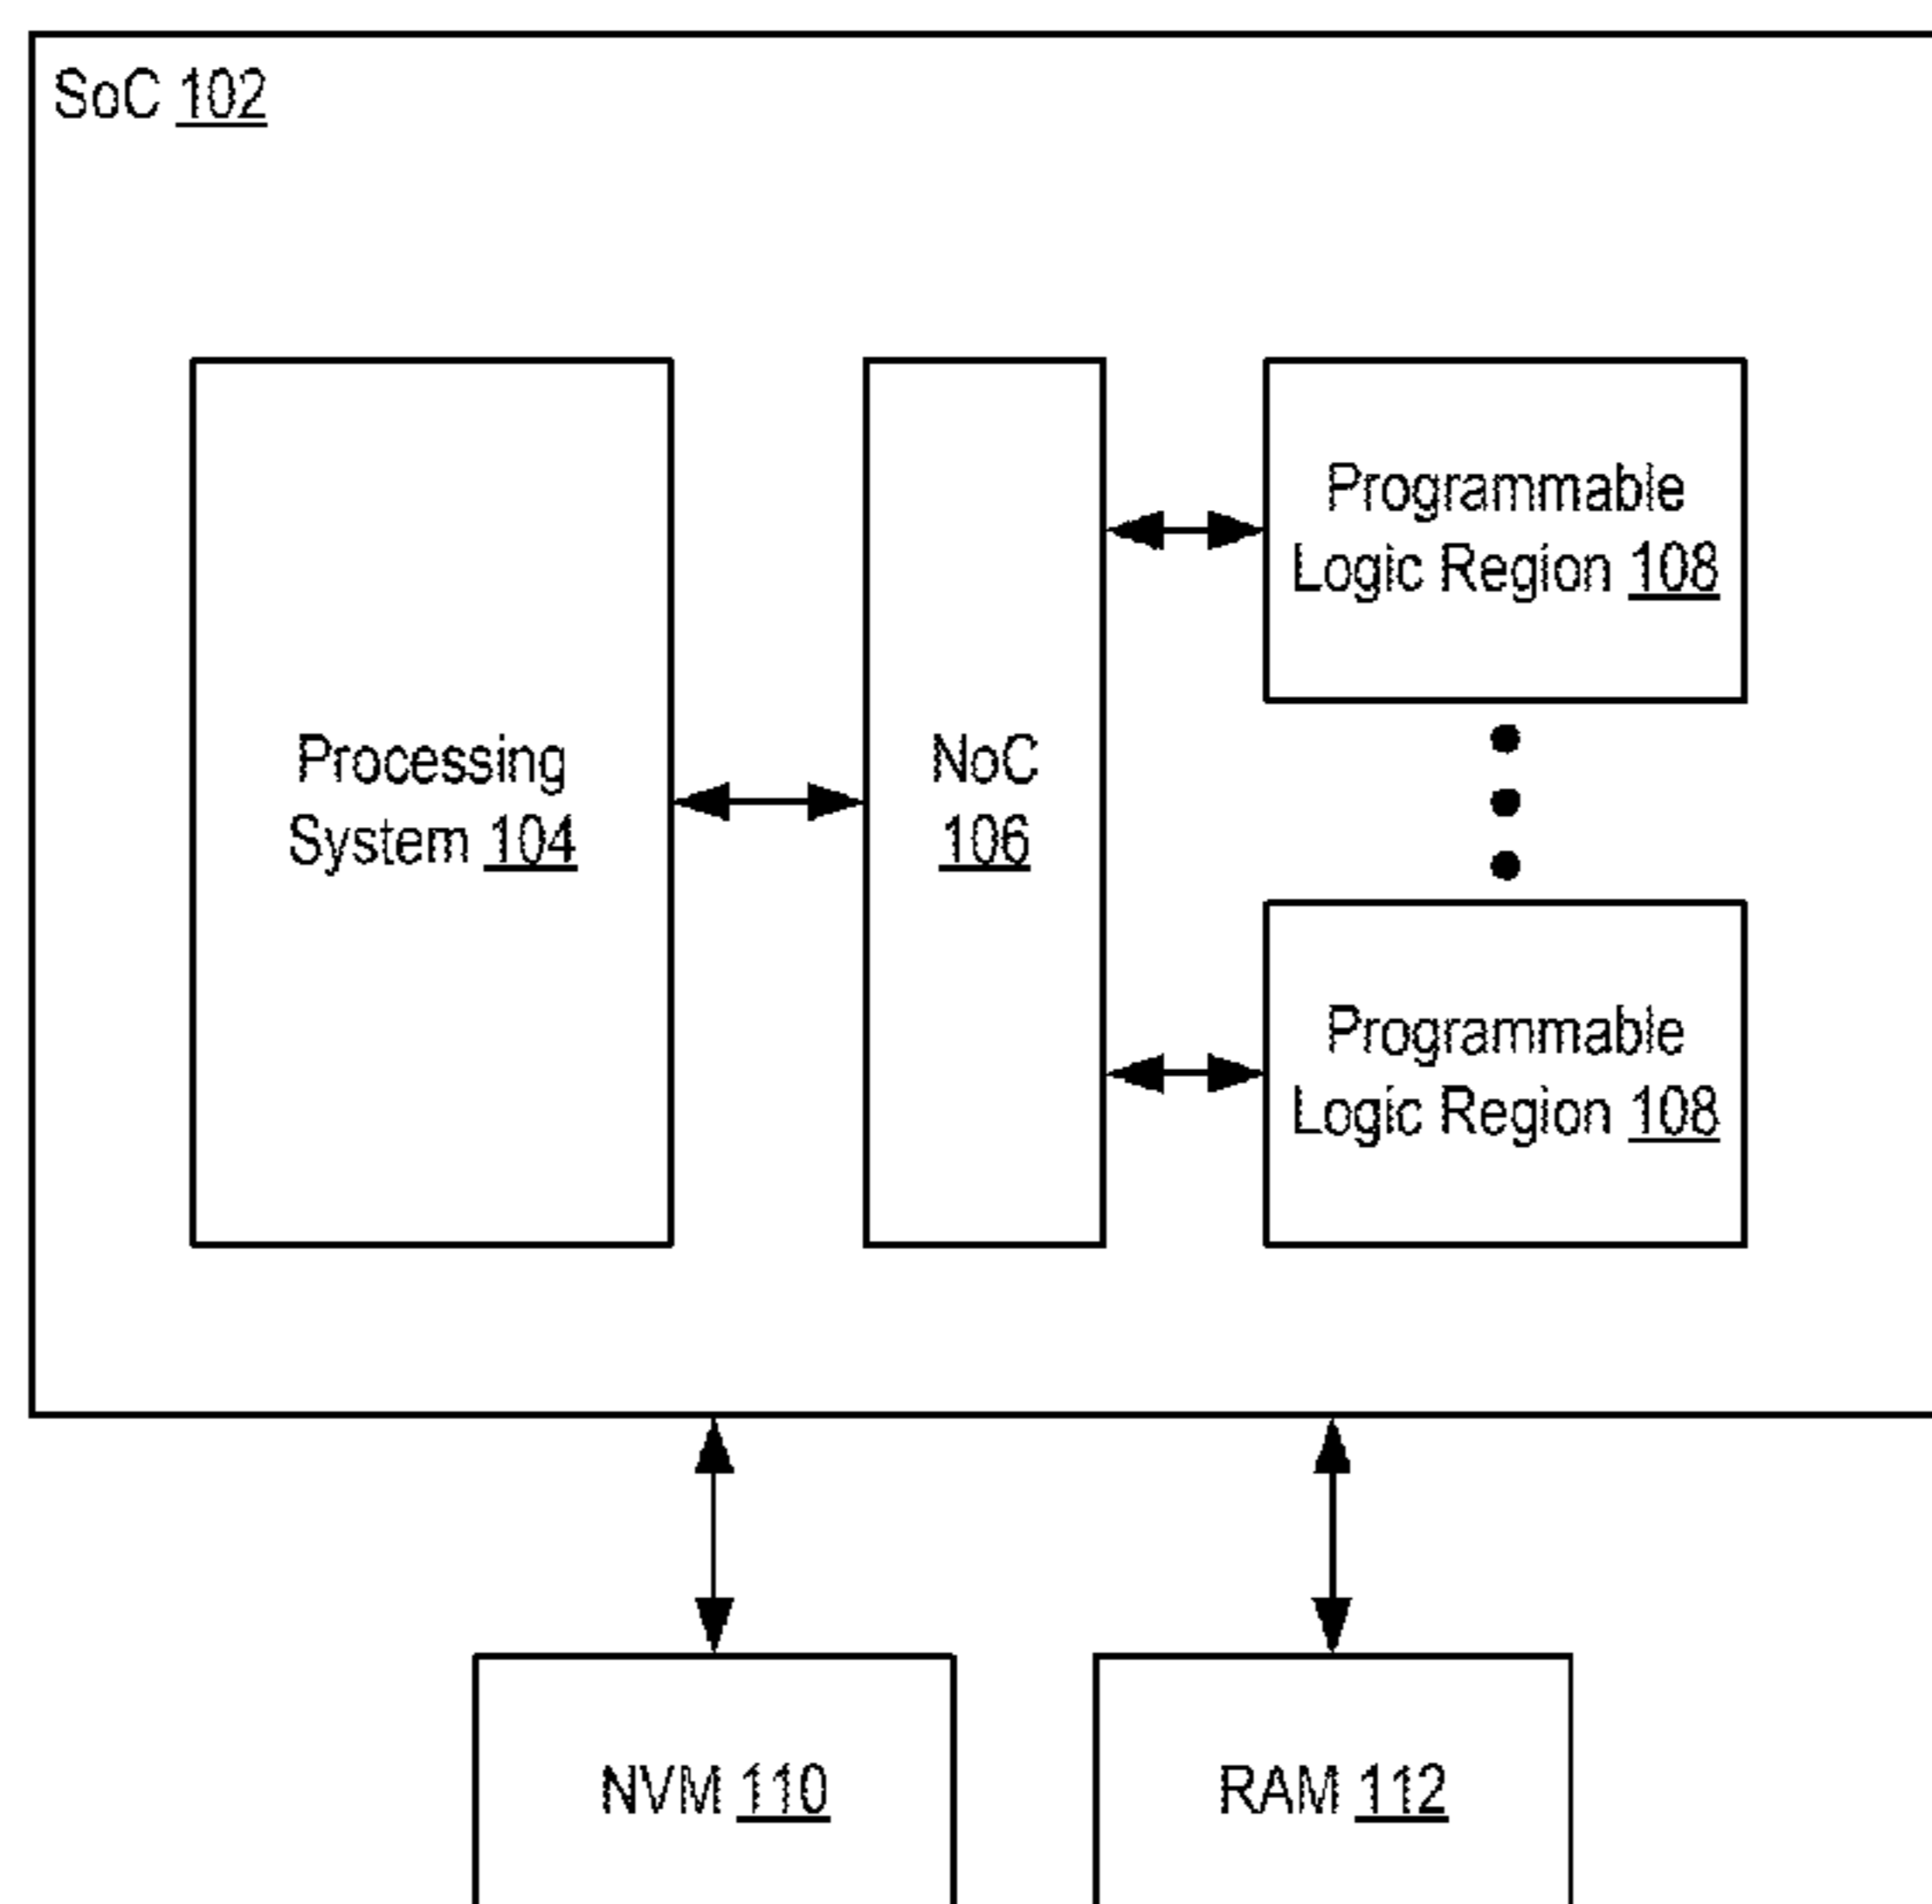 SoC 102
Programmable
Logic Region 108
Processing
System 104
NoC
106
Programmable
Logic Region 108
NVM 110
RAM 112